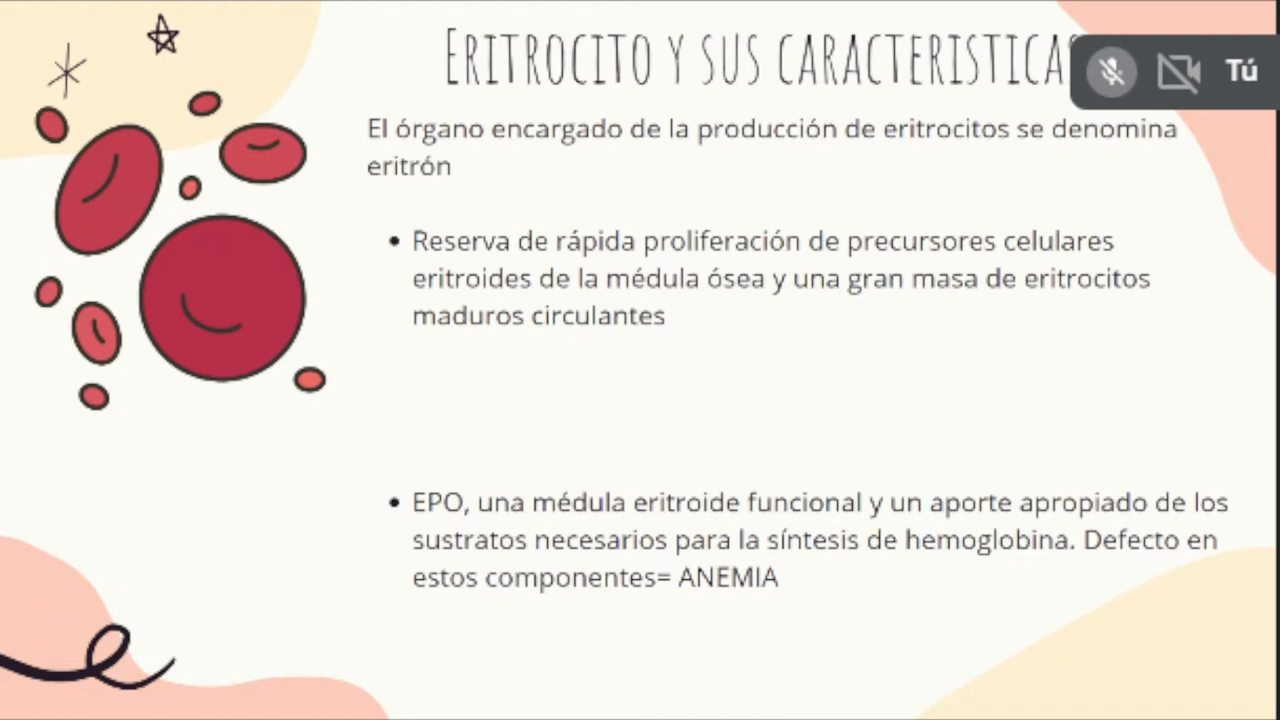 ERITROCITO Y SUS CARACTERISTICAS
Tú
El órgano encargado de la producción de eritrocitos se denomina
eritrón
Reserva de rápida proliferación de precursores celulares
eritroides de la médula ósea y una gran masa de eritrocitos
maduros circulantes
EPO, una médula eritroide funcional y un aporte apropiado de los
sustratos necesarios para la síntesis de hemoglobina. Defecto en
estos componentes= ANEMIA